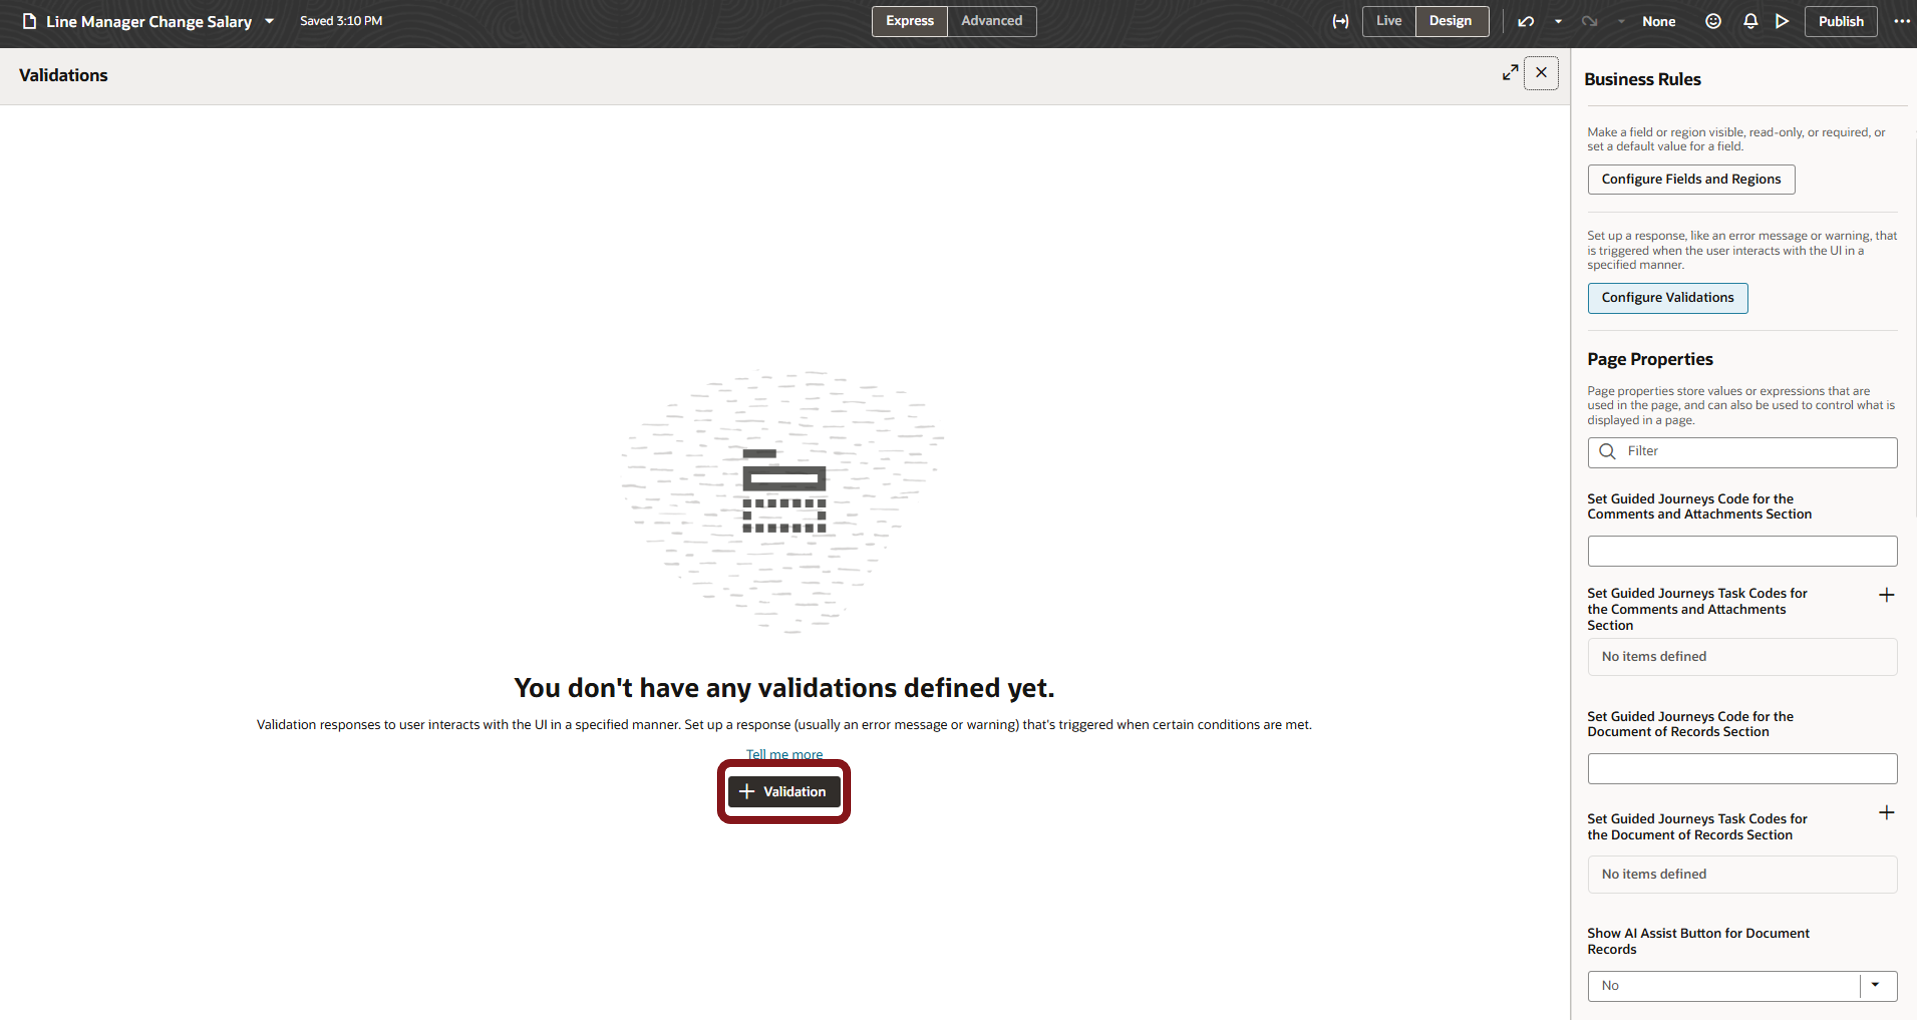 Line Manager Change Salary
Saved 3:10 PM
Express
Advanced
Live
Design
None
Publish
Validations
You don't have any validations defined yet.
Validation responses to user interacts with the UI in a specified manner. Set up a response (usually an error message or warning) that's triggered when certain conditions are met.
Tell me more
Validation
Business Rules
Make a field or region visible, read-only, or required, or
set a default value for a field.
Configure Fields and Regions
Set up a response, like an error message or warning, that
is triggered when the user interacts with the UI in a
specified manner.
Configure Validations
Page Properties
Page properties store values or expressions that are
used in the page, and can also be used to control what is
displayed in a page.
Filter
Set Guided Journeys Code for the
Comments and Attachments Section
Set Guided Journeys Task Codes for
the Comments and Attachments
Section
No items defined
Set Guided Journeys Code for the
Document of Records Section
Set Guided Journeys Task Codes for
the Document of Records Section
No items defined
Show AI Assist Button for Document
Records
No